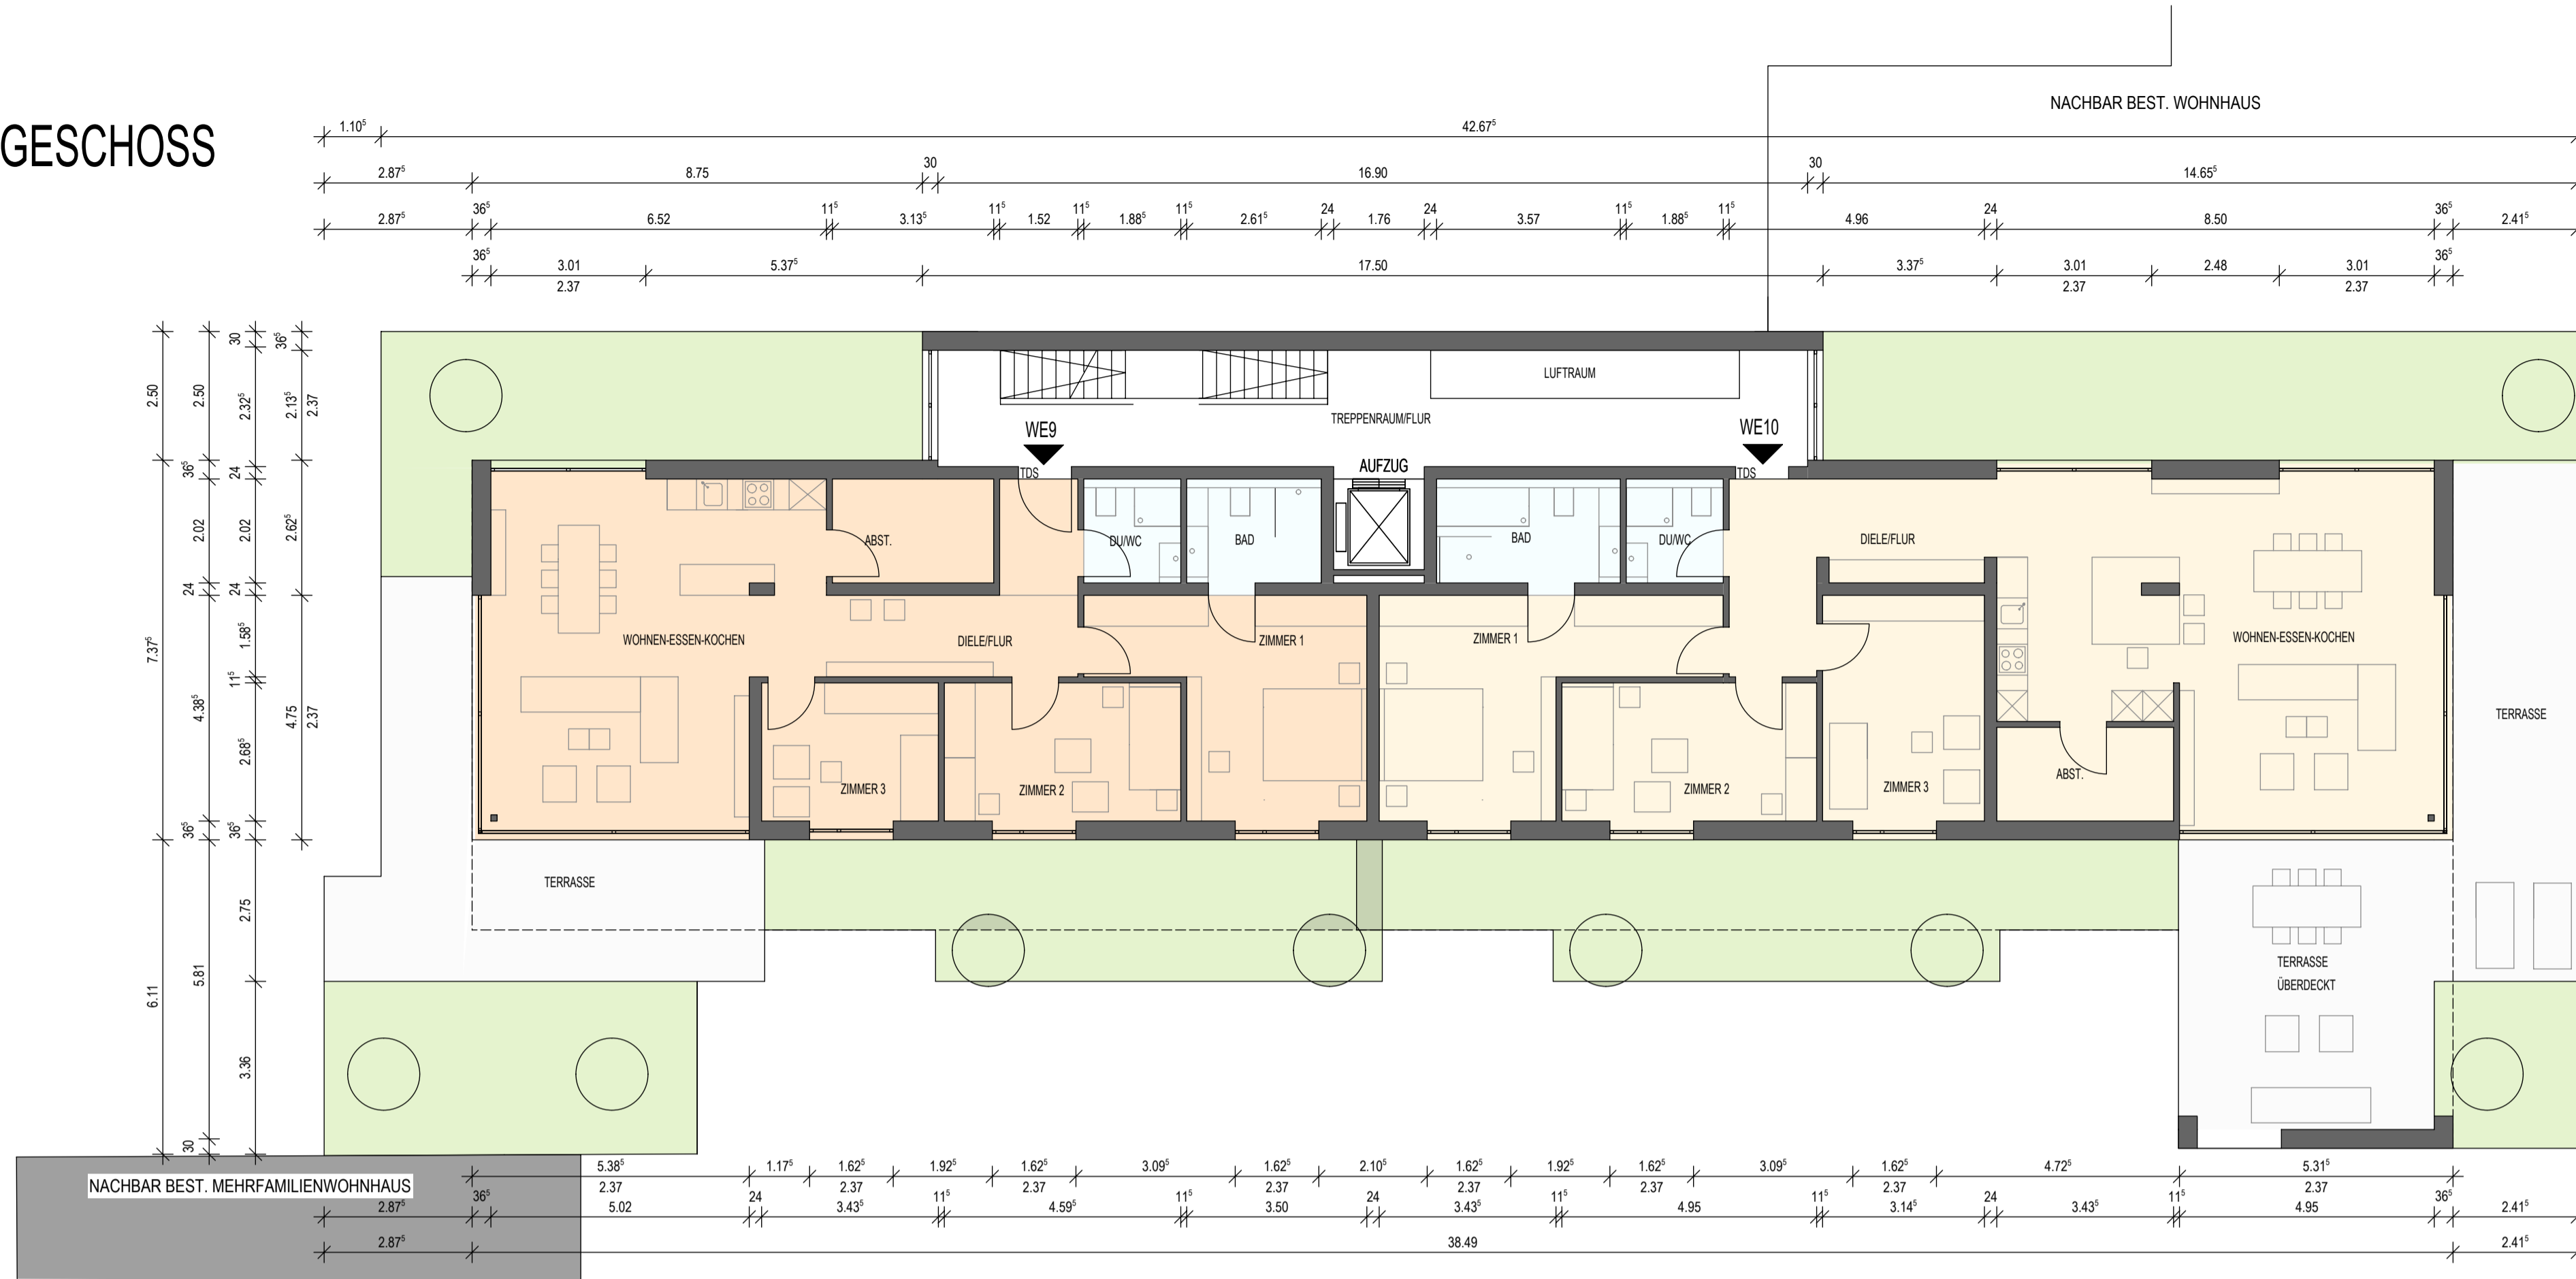 NACHBAR BEST. WOHNHAUS
GESCHOSS
1.10⁵ 42.67⁵
2.87⁵ 8.75 30 16.90 30 14.65⁵
2.87⁵ 36⁵ 6.52 11⁵ 3.13⁵ 11⁵ 1.52 11⁵ 1.88⁵ 11⁵ 2.61⁵ 24 1.76 24 3.57 11⁵ 1.88⁵ 11⁵ 4.96 24 8.50 36⁵ 2.41⁵
36⁵ 3.01 5.37⁵ 17.50 3.37⁵ 3.01 2.48 3.01 36⁵
2.37 2.37 2.37
2.50 7.37⁵ 6.11
2.50 36⁵ 2.02 24 4.38⁵ 36⁵ 5.81 30
30 2.32⁵ 24 2.02 24 1.58⁵ 11⁵ 2.68⁵ 36⁵ 2.75 3.36
36⁵ 2.13⁵ 2.62⁵ 4.75
2.37 2.37
LUFTRAUM
TREPPENRAUM/FLUR
WE9
WE10
AUFZUG
TDS
TDS
ABST.
DU/WC
BAD
BAD
DU/WC
DIELE/FLUR
WOHNEN-ESSEN-KOCHEN
DIELE/FLUR
ZIMMER 1
ZIMMER 1
WOHNEN-ESSEN-KOCHEN
TERRASSE
ABST.
ZIMMER 3
ZIMMER 2
ZIMMER 2
ZIMMER 3
TERRASSE
TERRASSE
ÜBERDECKT
NACHBAR BEST. MEHRFAMILIENWOHNHAUS
5.38⁵ 1.17⁵ 1.62⁵ 1.92⁵ 1.62⁵ 3.09⁵ 1.62⁵ 2.10⁵ 1.62⁵ 1.92⁵ 1.62⁵ 3.09⁵ 1.62⁵ 4.72⁵ 5.31⁵
2.37 2.37 2.37 2.37 2.37 2.37 2.37 2.37
2.87⁵ 36⁵ 5.02 24 3.43⁵ 11⁵ 4.59⁵ 11⁵ 3.50 24 3.43⁵ 11⁵ 4.95 11⁵ 3.14⁵ 24 3.43⁵ 11⁵ 4.95 36⁵ 2.41⁵
2.87⁵ 38.49 2.41⁵